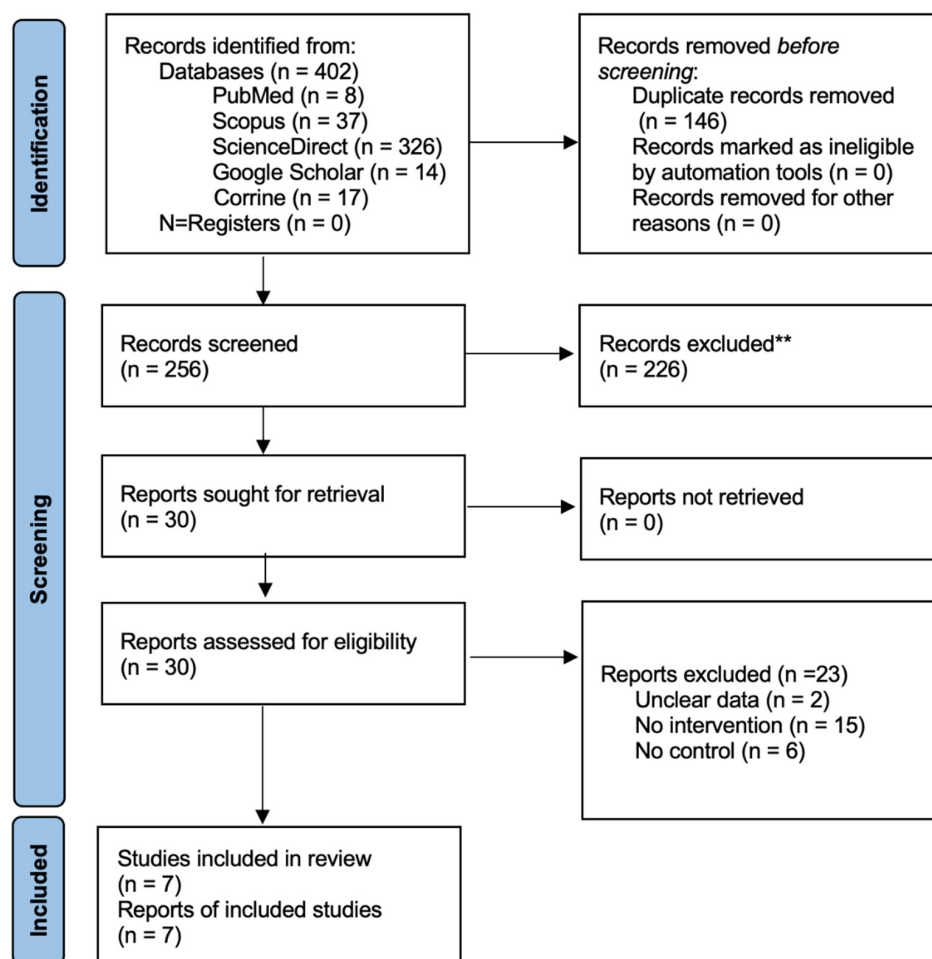 Identification
Records identified from:
Databases (n = 402)
PubMed (n = 8)
Scopus (n = 37)
ScienceDirect (n = 326)
Google Scholar (n = 14)
Corrine (n = 17)
N=Registers (n = 0)
Records removed before
screening:
Duplicate records removed
(n = 146)
Records marked as ineligible
by automation tools (n = 0)
Records removed for other
reasons (n = 0)
Screening
Records screened
(n = 256)
Records excluded**
(n = 226)
Reports sought for retrieval
(n = 30)
Reports not retrieved
(n = 0)
Reports assessed for eligibility
(n = 30)
Reports excluded (n =23)
Unclear data (n = 2)
No intervention (n = 15)
No control (n = 6)
Included
Studies included in review
(n = 7)
Reports of included studies
(n = 7)